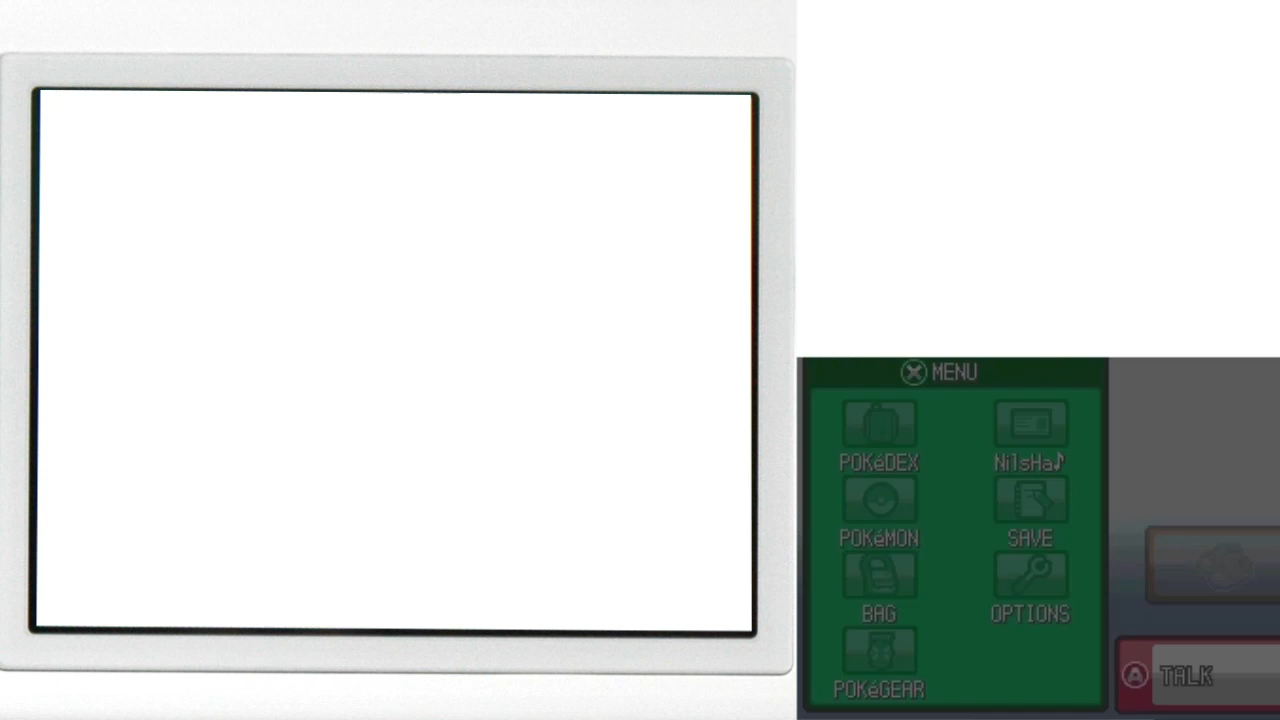 MENU
POKéDEX NilsHa♪
POKéMON SAVE
BAG OPTIONS
POKéGEAR
A TALK